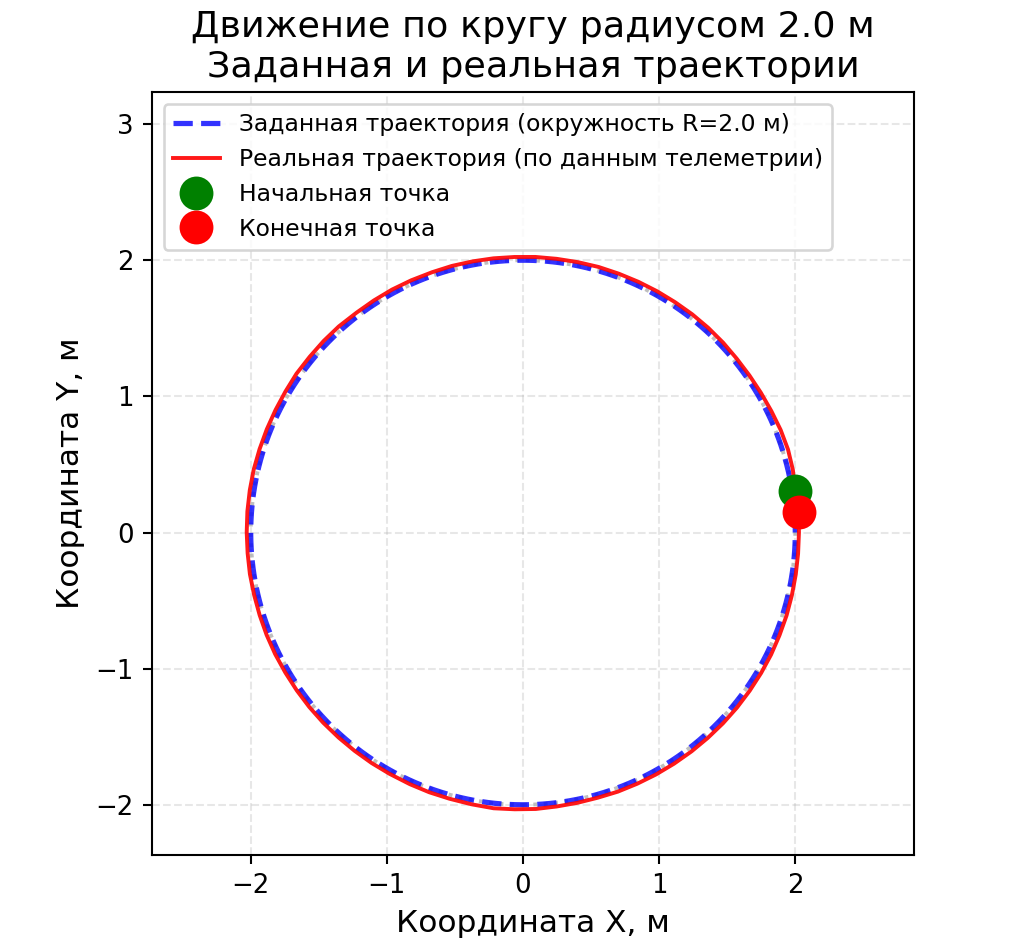 Движение по кругу радиусом 2.0 м
Заданная и реальная траектории
Заданная траектория (окружность R=2.0 м)
Реальная траектория (по данным телеметрии)
Начальная точка
Конечная точка
3
2
1
0
−1
−2
Координата Y, м
−2 −1 0 1 2
Координата X, м